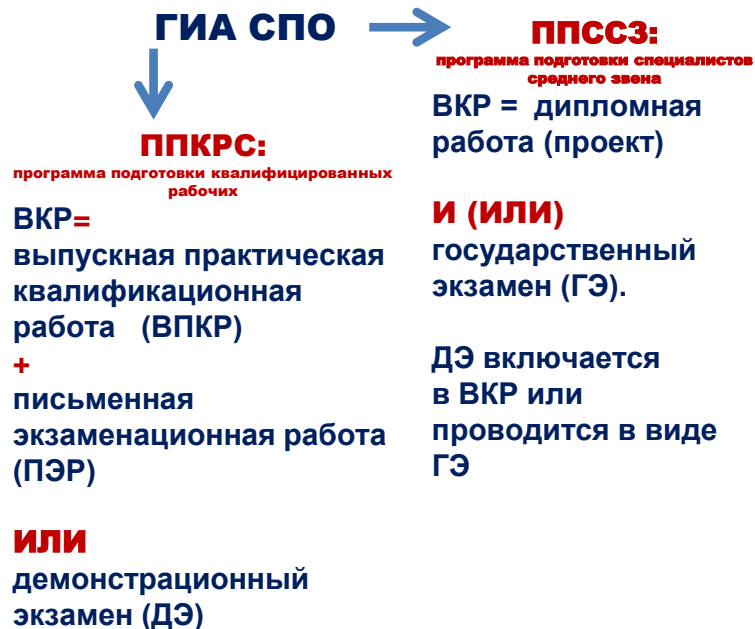 ГИА СПО
ППКРС:
программа подготовки квалифицированных
рабочих
ВКР=
выпускная практическая
квалификационная
работа (ВПКР)
+
письменная
экзаменационная работа
(ПЭР)
ИЛИ
демонстрационный
экзамен (ДЭ)
ППССЗ:
программа подготовки специалистов
среднего звена
ВКР = дипломная
работа (проект)
И (ИЛИ)
государственный
экзамен (ГЭ).
ДЭ включается
в ВКР или
проводится в виде
ГЭ